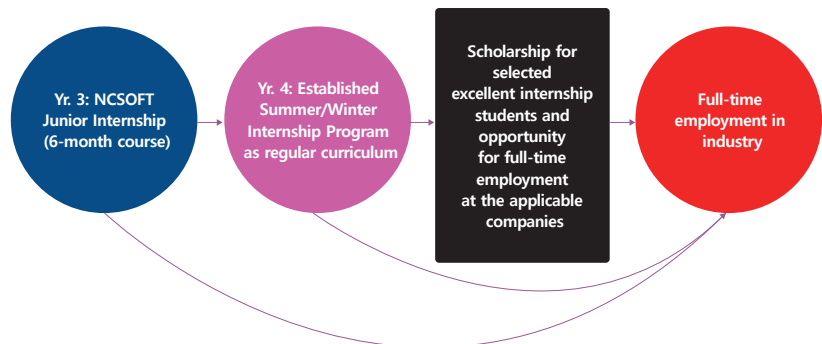 Yr. 3: NCSOFT
Junior Internship
(6-month course)
Yr. 4: Established
Summer/Winter
Internship Program
as regular curriculum
Scholarship for
selected
excellent internship
students and
opportunity
for full-time
employment
at the applicable
companies
Full-time
employment in
industry